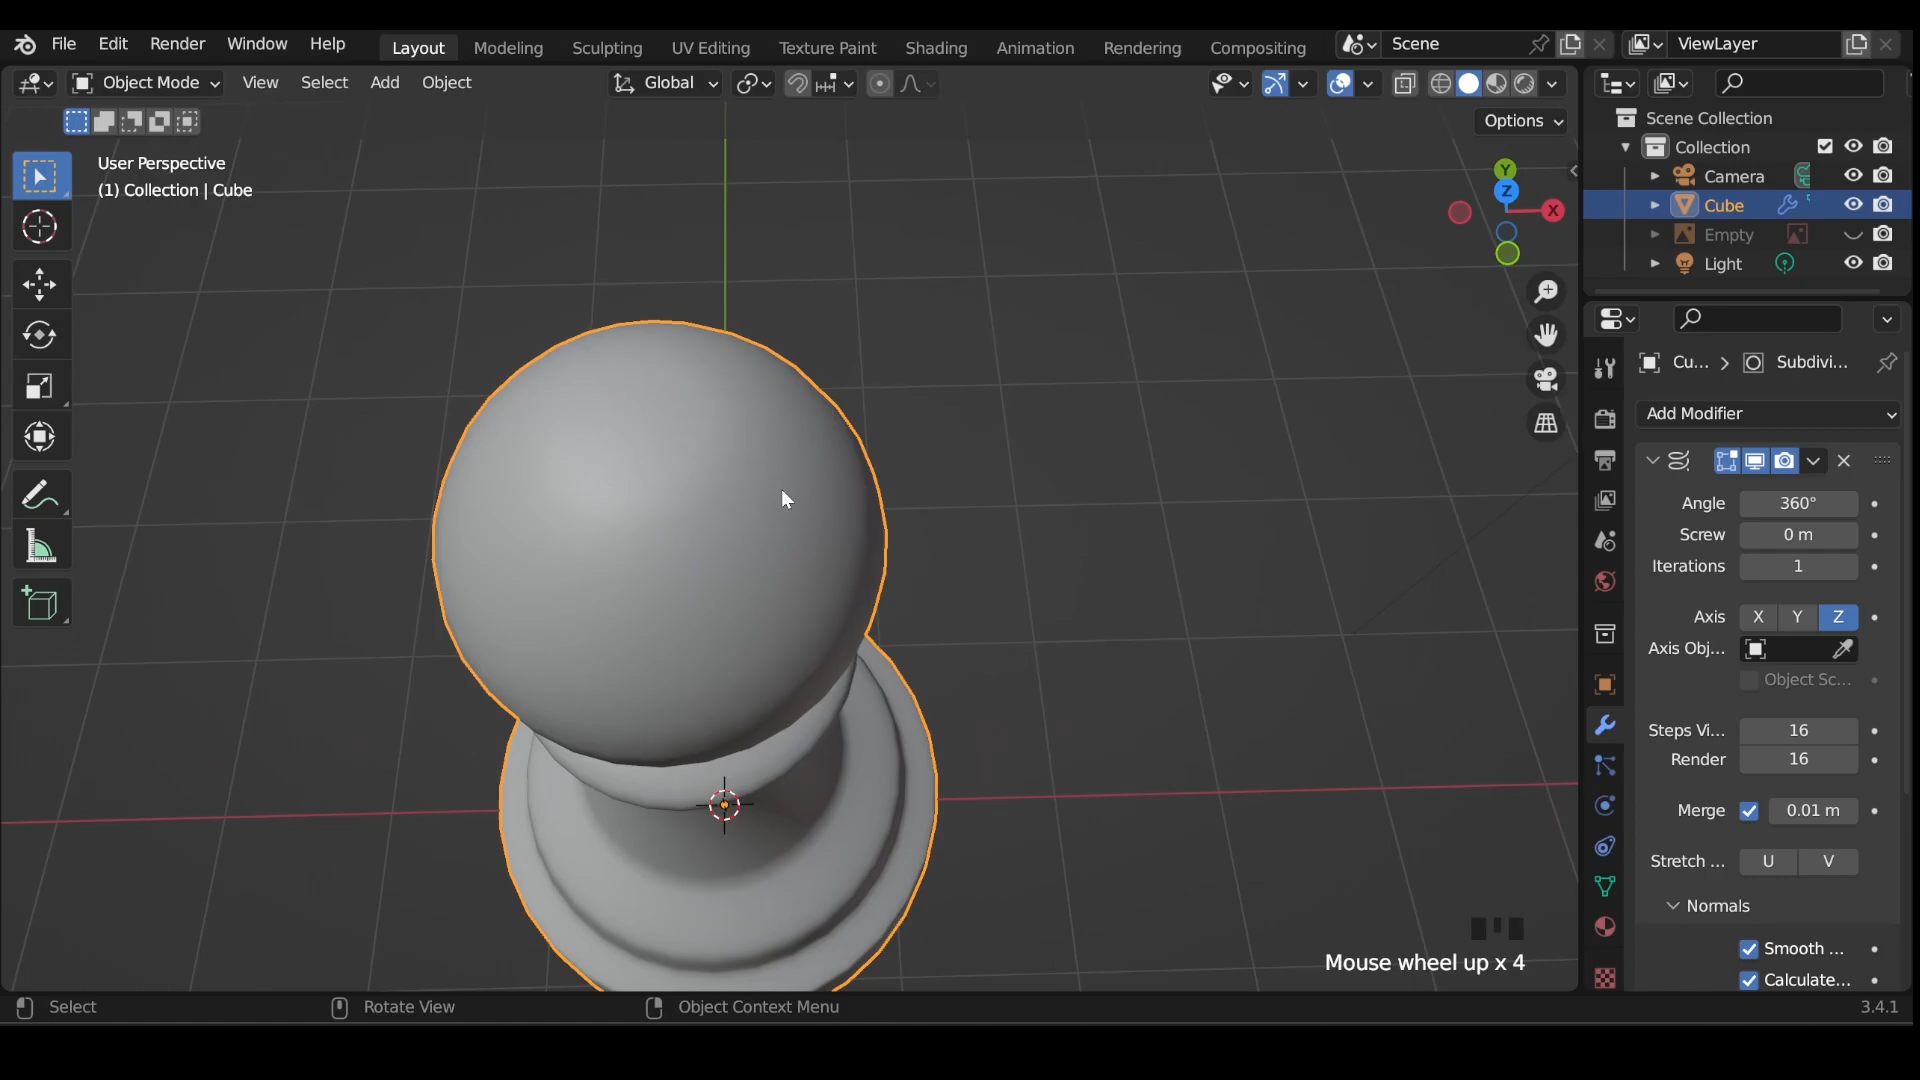 File Edit Render Window Help Layout Modeling Sculpting UV Editing Texture Paint Shading Animation Rendering Compositing Scene ViewLayer
Object Mode View Select Add Object Global
Options
User Perspective
(1) Collection | Cube
Y
Z
X
Scene Collection
Collection
Camera
Cube
Empty
Light
Cu... > Subdivi...
Add Modifier
Angle 360°
Screw 0 m
Iterations 1
Axis X Y Z
Axis Obj...
Object Sc...
Steps Vi... 16
Render 16
Merge 0.01 m
Stretch ... U V
Normals
Smooth ...
Calculate...
Mouse wheel up x 4
Select Rotate View Object Context Menu 3.4.1